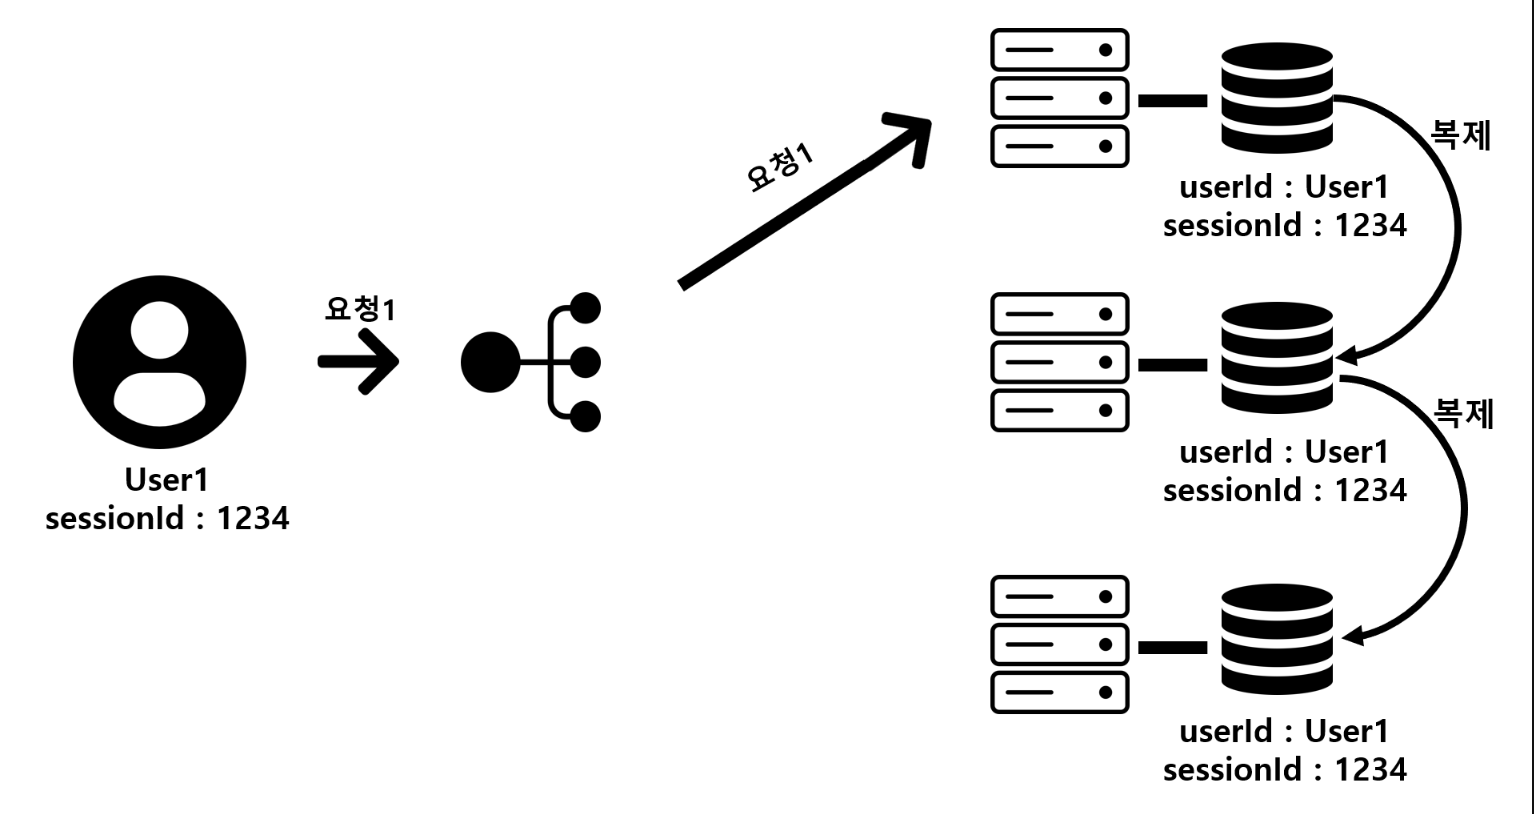 요청1
User1
sessionId : 1234
요청1
userId : User1
sessionId : 1234
복제
userId : User1
sessionId : 1234
복제
userId : User1
sessionId : 1234